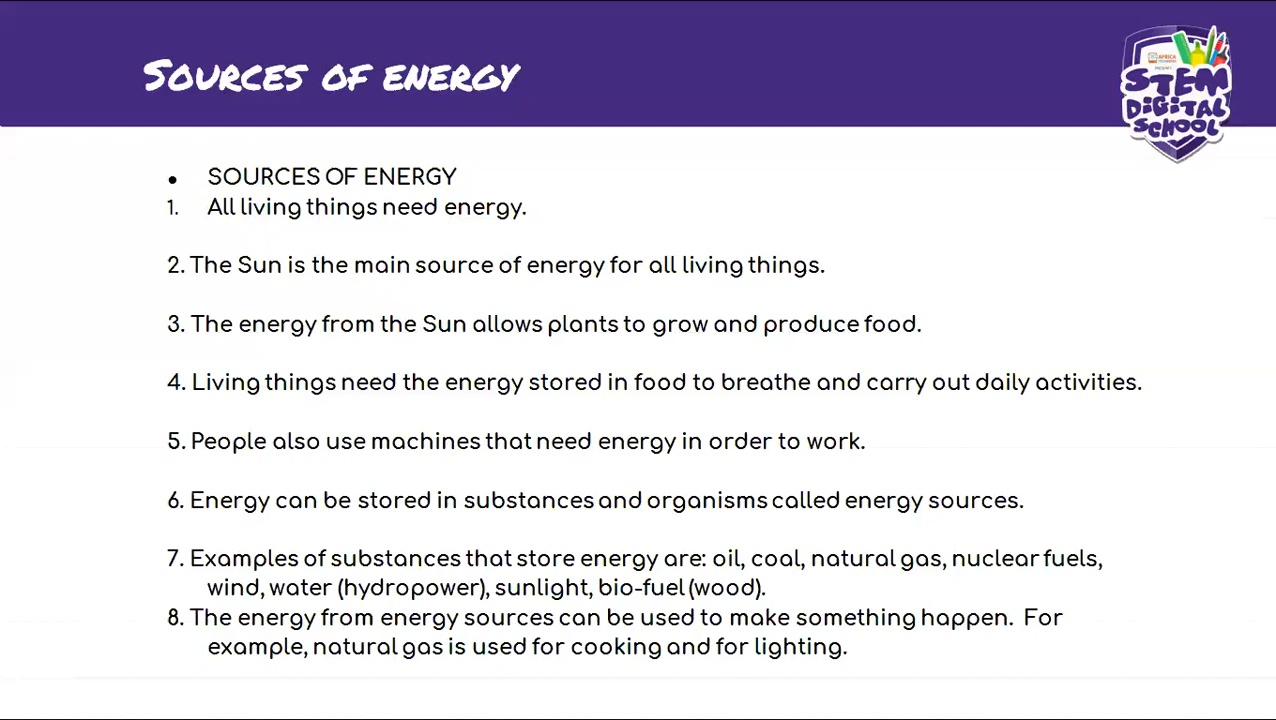 SOURCES OF ENERGY
AFRICA
STEM
DIGITAL
SCHOOL
• SOURCES OF ENERGY
1. All living things need energy.
2. The Sun is the main source of energy for all living things.
3. The energy from the Sun allows plants to grow and produce food.
4. Living things need the energy stored in food to breathe and carry out daily activities.
5. People also use machines that need energy in order to work.
6. Energy can be stored in substances and organisms called energy sources.
7. Examples of substances that store energy are: oil, coal, natural gas, nuclear fuels,
wind, water (hydropower), sunlight, bio-fuel (wood).
8. The energy from energy sources can be used to make something happen. For
example, natural gas is used for cooking and for lighting.